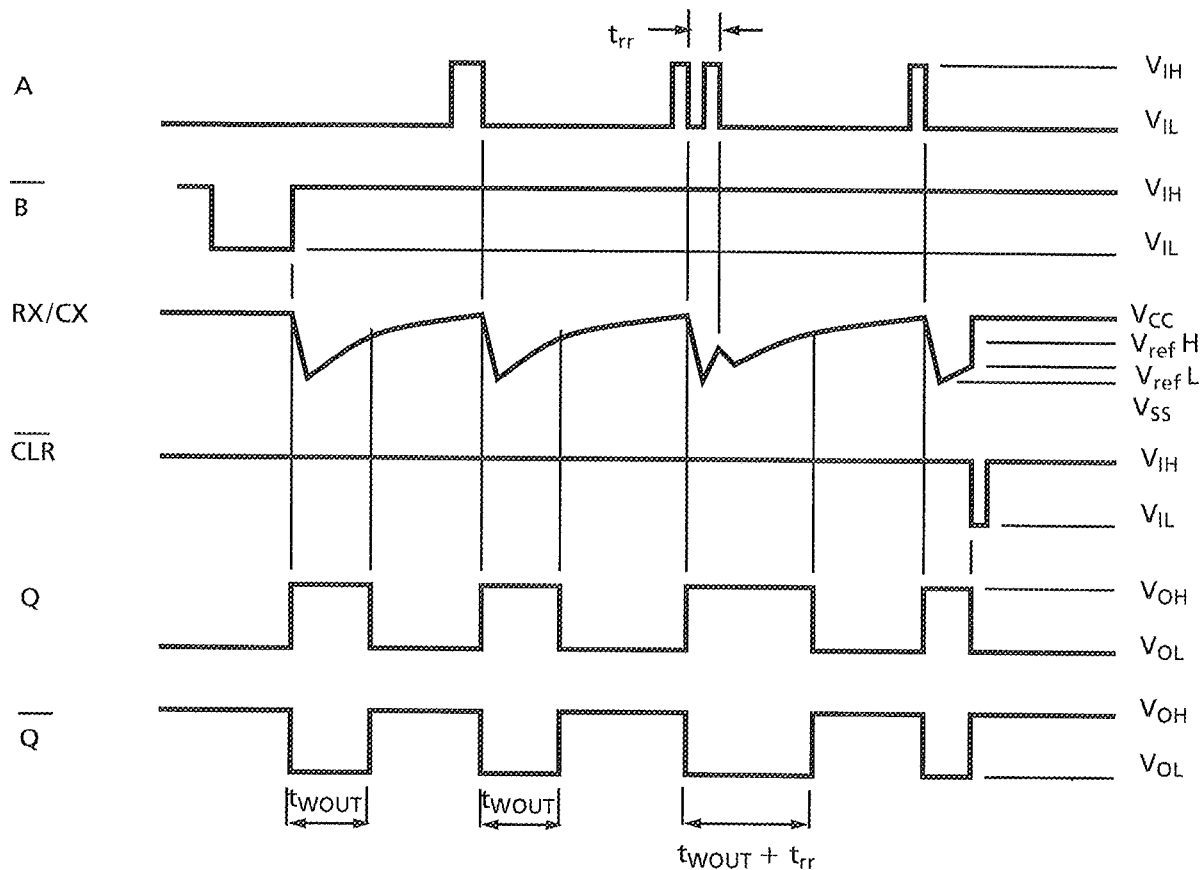 t_rr
A
V_IH
V_IL
B̅
V_IH
V_IL
RX/CX
V_CC
V_ref H
V_ref L
V_SS
C̅L̅R̅
V_IH
V_IL
Q
V_OH
V_OL
Q̅
V_OH
V_OL
t_WOUT
t_WOUT
t_WOUT + t_rr